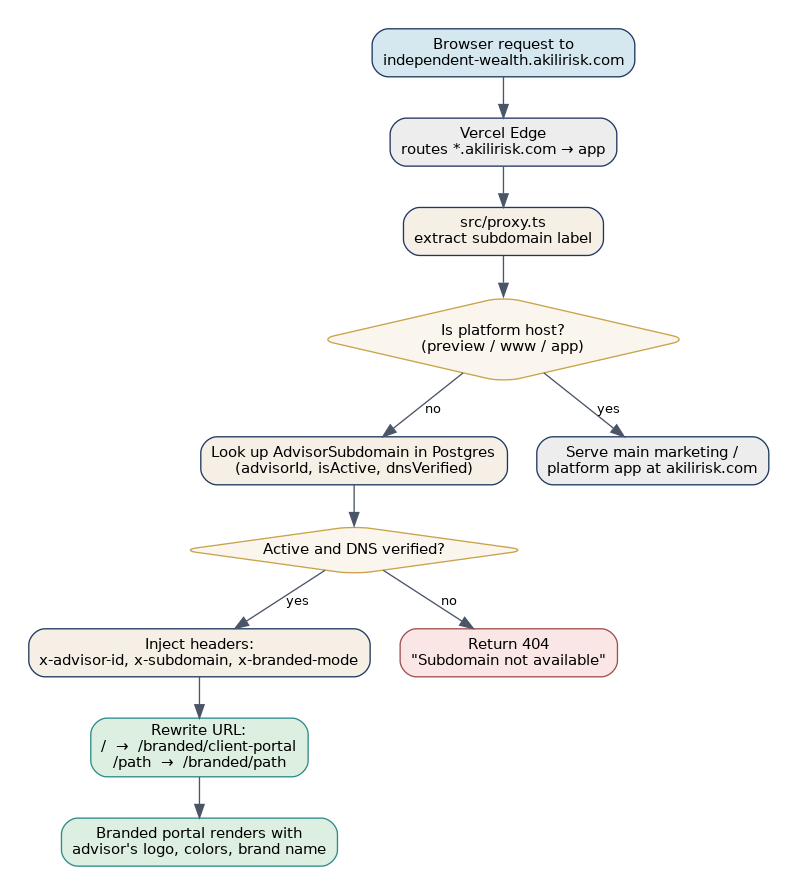 Browser request to
independent-wealth.akilirisk.com
Vercel Edge
routes *.akilirisk.com → app
src/proxy.ts
extract subdomain label
Is platform host?
(preview / www / app)
no
yes
Look up AdvisorSubdomain in Postgres
(advisorId, isActive, dnsVerified)
Serve main marketing /
platform app at akilirisk.com
Active and DNS verified?
yes
no
Inject headers:
x-advisor-id, x-subdomain, x-branded-mode
Return 404
"Subdomain not available"
Rewrite URL:
/ → /branded/client-portal
/path → /branded/path
Branded portal renders with
advisor's logo, colors, brand name